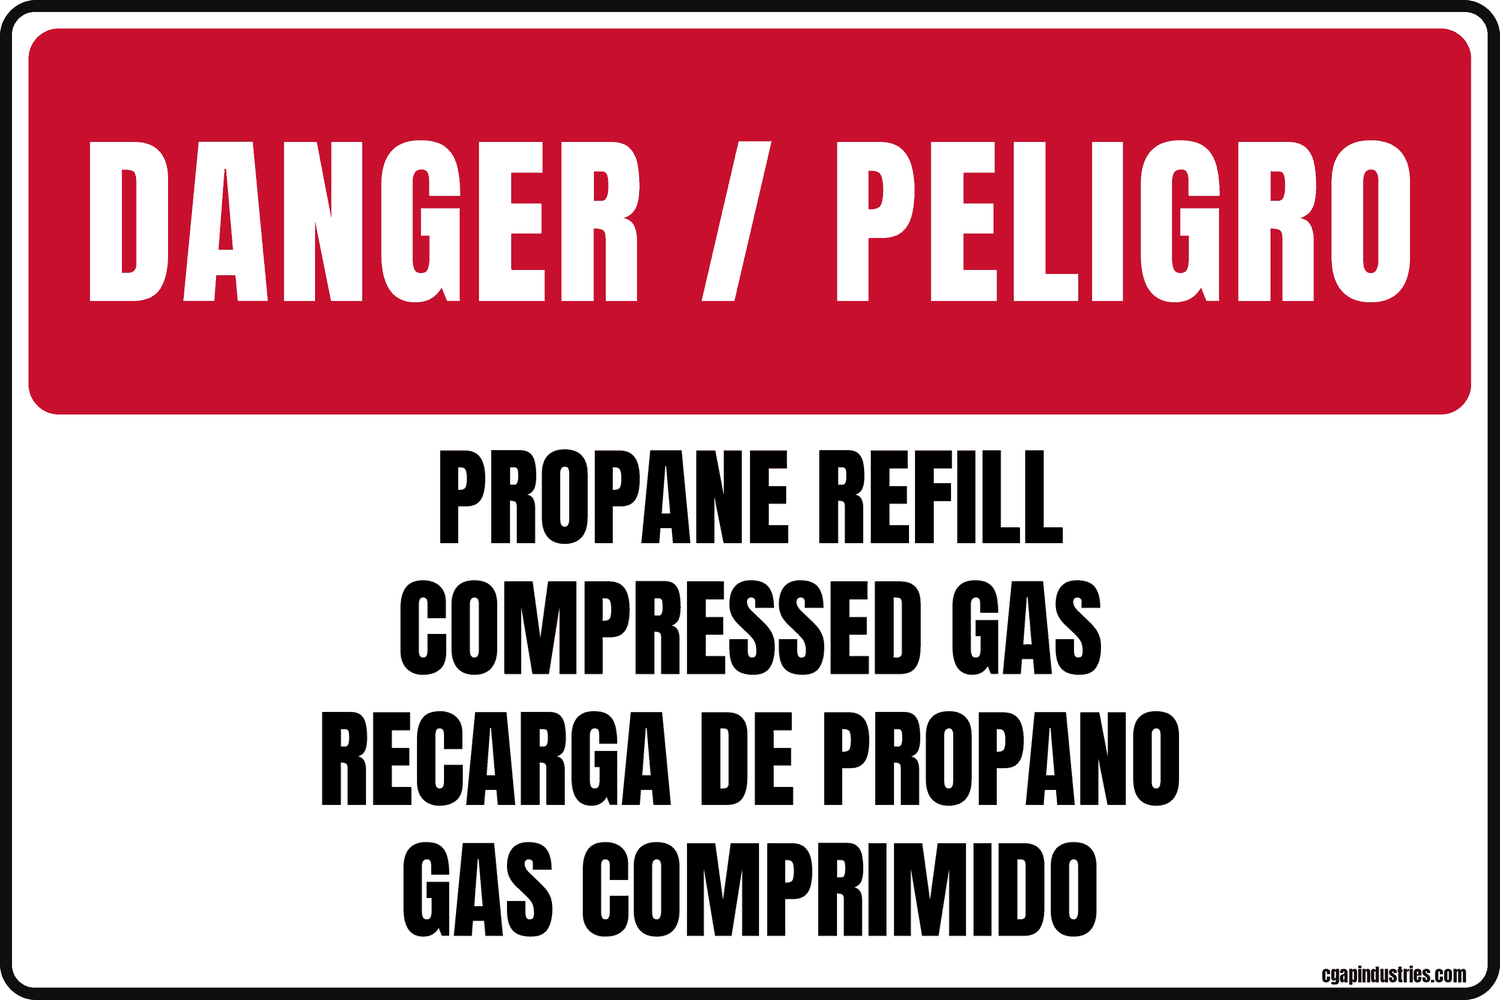 DANGER / PELIGRO
PROPANE REFILL
COMPRESSED GAS
RECARGA DE PROPANO
GAS COMPRIMIDO
cgapindustries.com